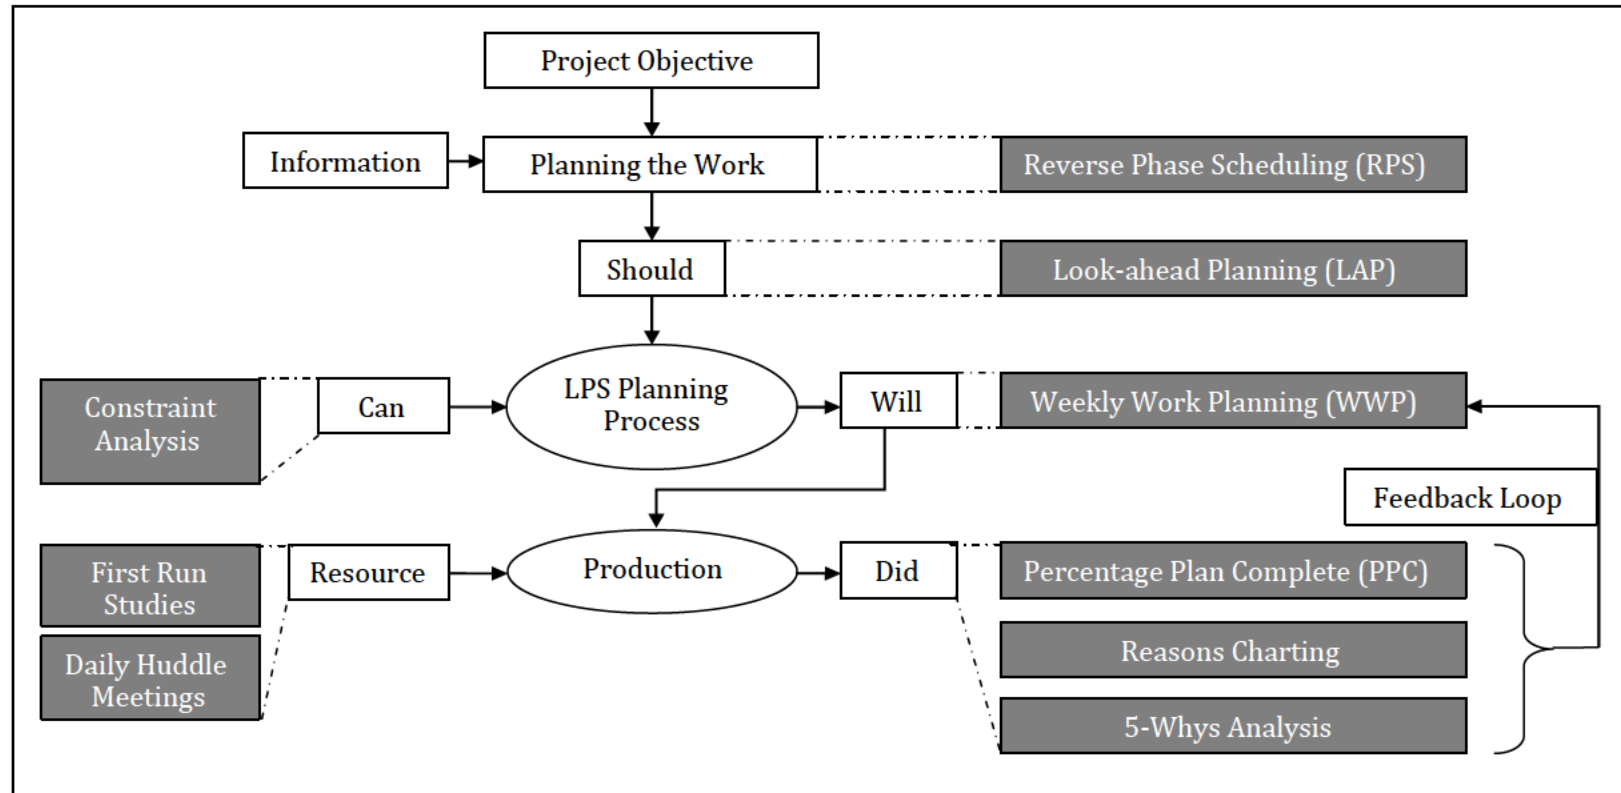 Project Objective
Information
Planning the Work
Reverse Phase Scheduling (RPS)
Should
Look-ahead Planning (LAP)
Constraint
Analysis
Can
LPS Planning
Process
Will
Weekly Work Planning (WWP)
Feedback Loop
First Run
Studies
Resource
Production
Did
Percentage Plan Complete (PPC)
Daily Huddle
Meetings
Reasons Charting
5-Whys Analysis